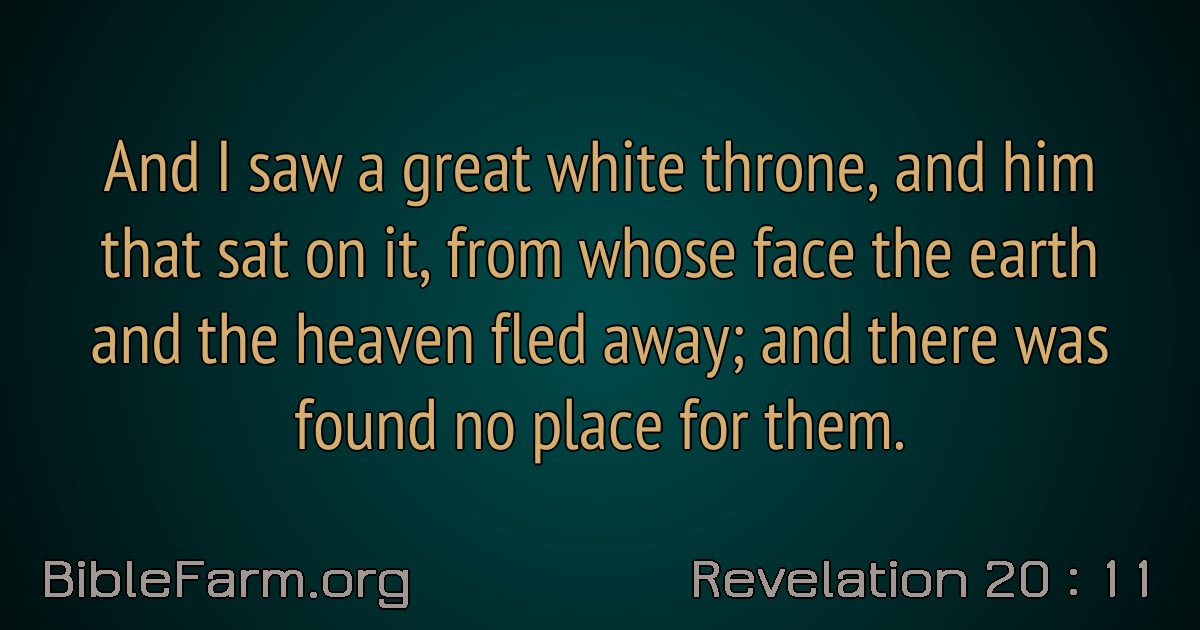 And I saw a great white throne, and him
that sat on it, from whose face the earth
and the heaven fled away; and there was
found no place for them.
BibleFarm.org
Revelation 20 : 11